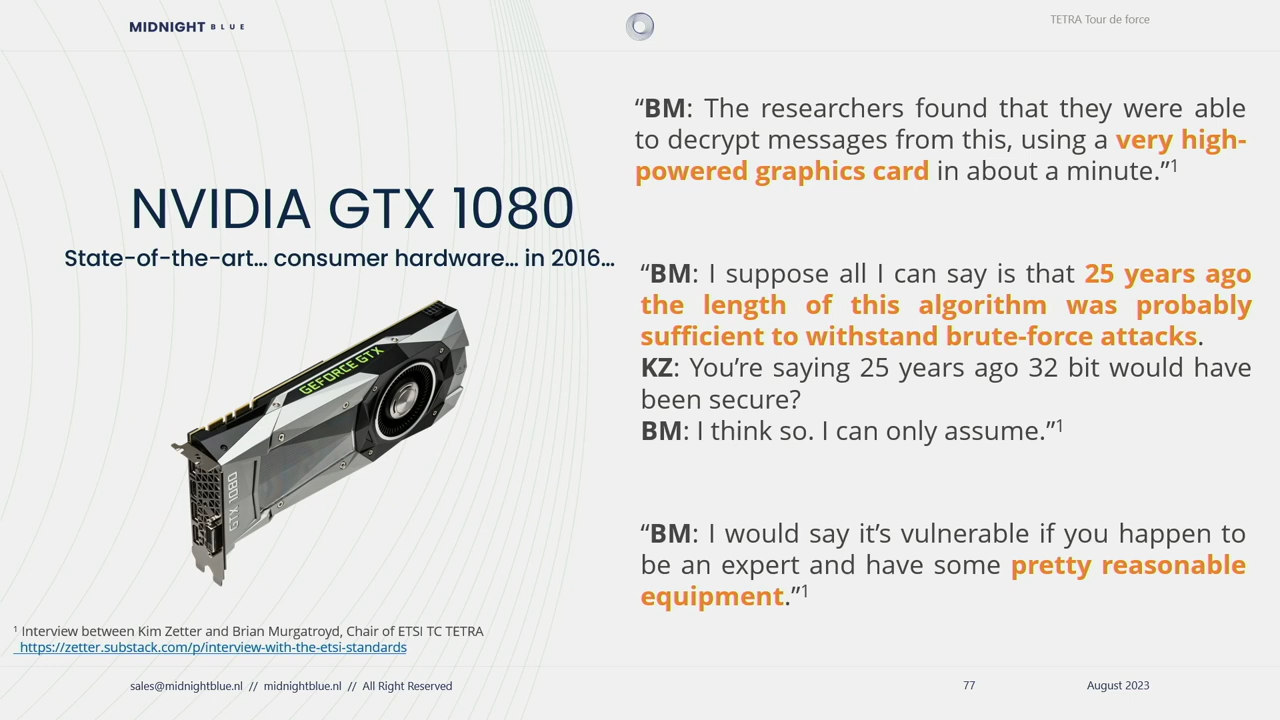 MIDNIGHT BLUE
TETRA Tour de force
NVIDIA GTX 1080
State-of-the-art… consumer hardware… in 2016…
GEFORCE GTX
GTX 1080
“BM: The researchers found that they were able
to decrypt messages from this, using a very high-
powered graphics card in about a minute.”1
“BM: I suppose all I can say is that 25 years ago
the length of this algorithm was probably
sufficient to withstand brute-force attacks.
KZ: You’re saying 25 years ago 32 bit would have
been secure?
BM: I think so. I can only assume.”1
“BM: I would say it’s vulnerable if you happen to
be an expert and have some pretty reasonable
equipment.”1
1 Interview between Kim Zetter and Brian Murgatroyd, Chair of ETSI TC TETRA
https://zetter.substack.com/p/interview-with-the-etsi-standards
sales@midnightblue.nl // midnightblue.nl // All Right Reserved
77
August 2023